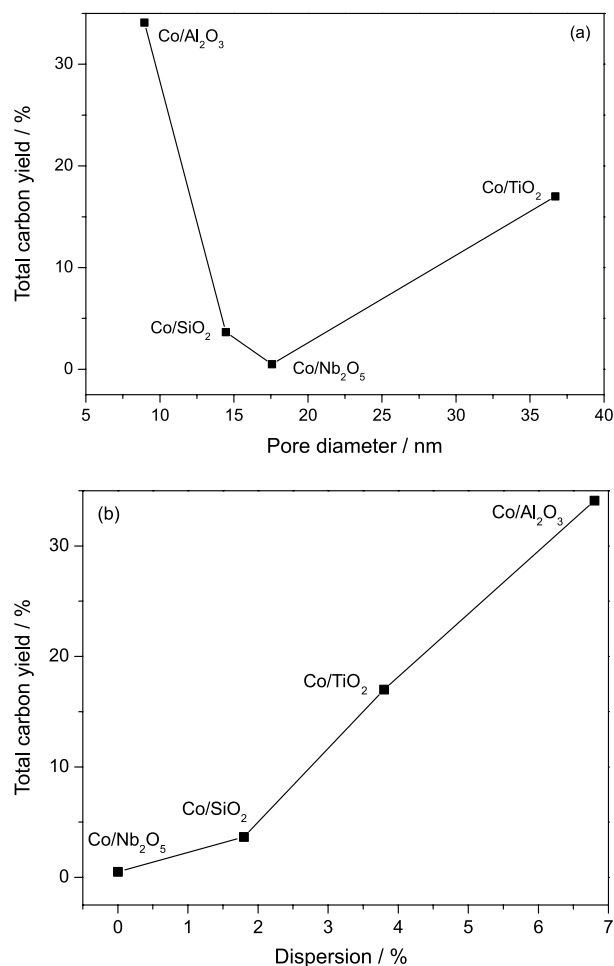 (a)
Co/Al₂O₃
30
Co/TiO₂
20
10
Co/SiO₂
Co/Nb₂O₅
0
Total carbon yield / %
5 10 15 20 25 30 35 40
Pore diameter / nm
(b)
Co/Al₂O₃
30
20
Co/TiO₂
10
Co/SiO₂
Co/Nb₂O₅
0
Total carbon yield / %
0 1 2 3 4 5 6 7
Dispersion / %